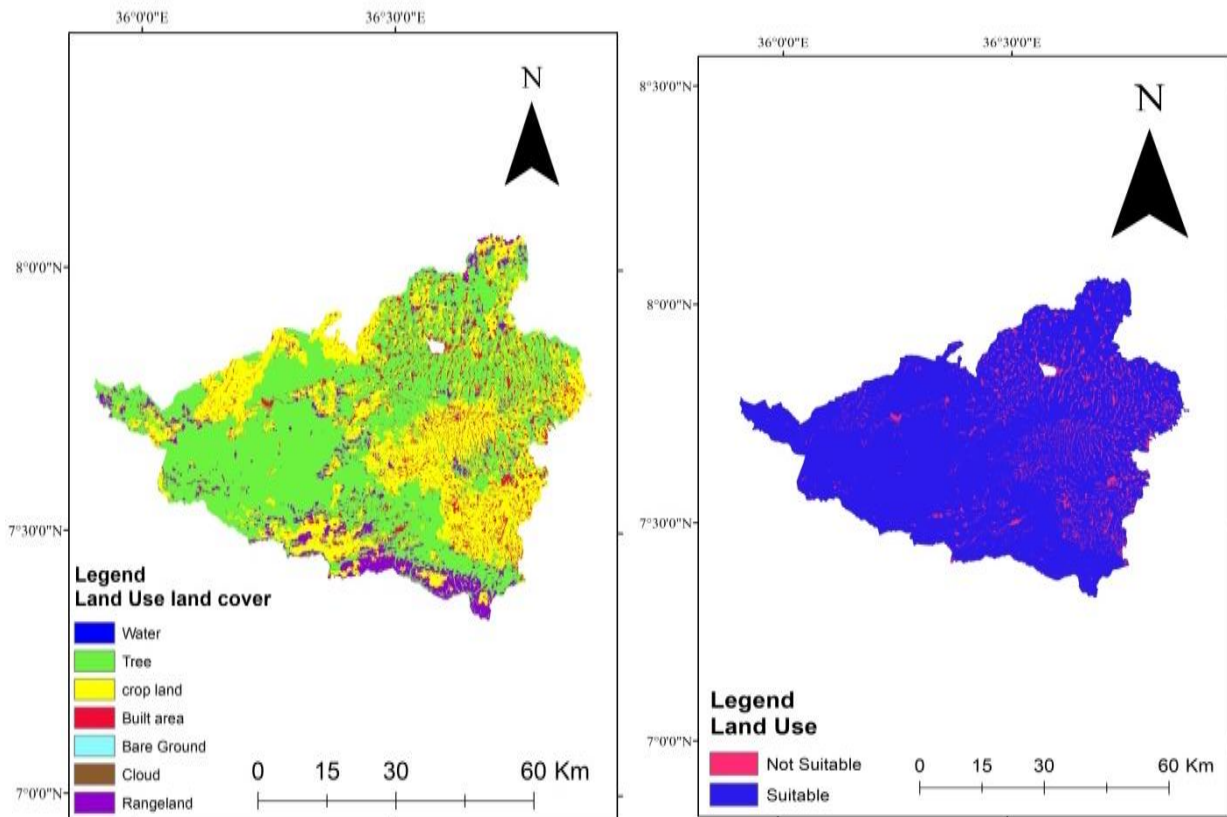 36°0'0"E
36°30'0"E
N
8°0'0"N
7°30'0"N
7°0'0"N
Legend
Land Use land cover
Water
Tree
crop land
Built area
Bare Ground
Cloud
Rangeland
0 15 30 60 Km
36°0'0"E
36°30'0"E
8°30'0"N
N
8°0'0"N
7°30'0"N
7°0'0"N
Legend
Land Use
Not Suitable
Suitable
0 15 30 60 Km